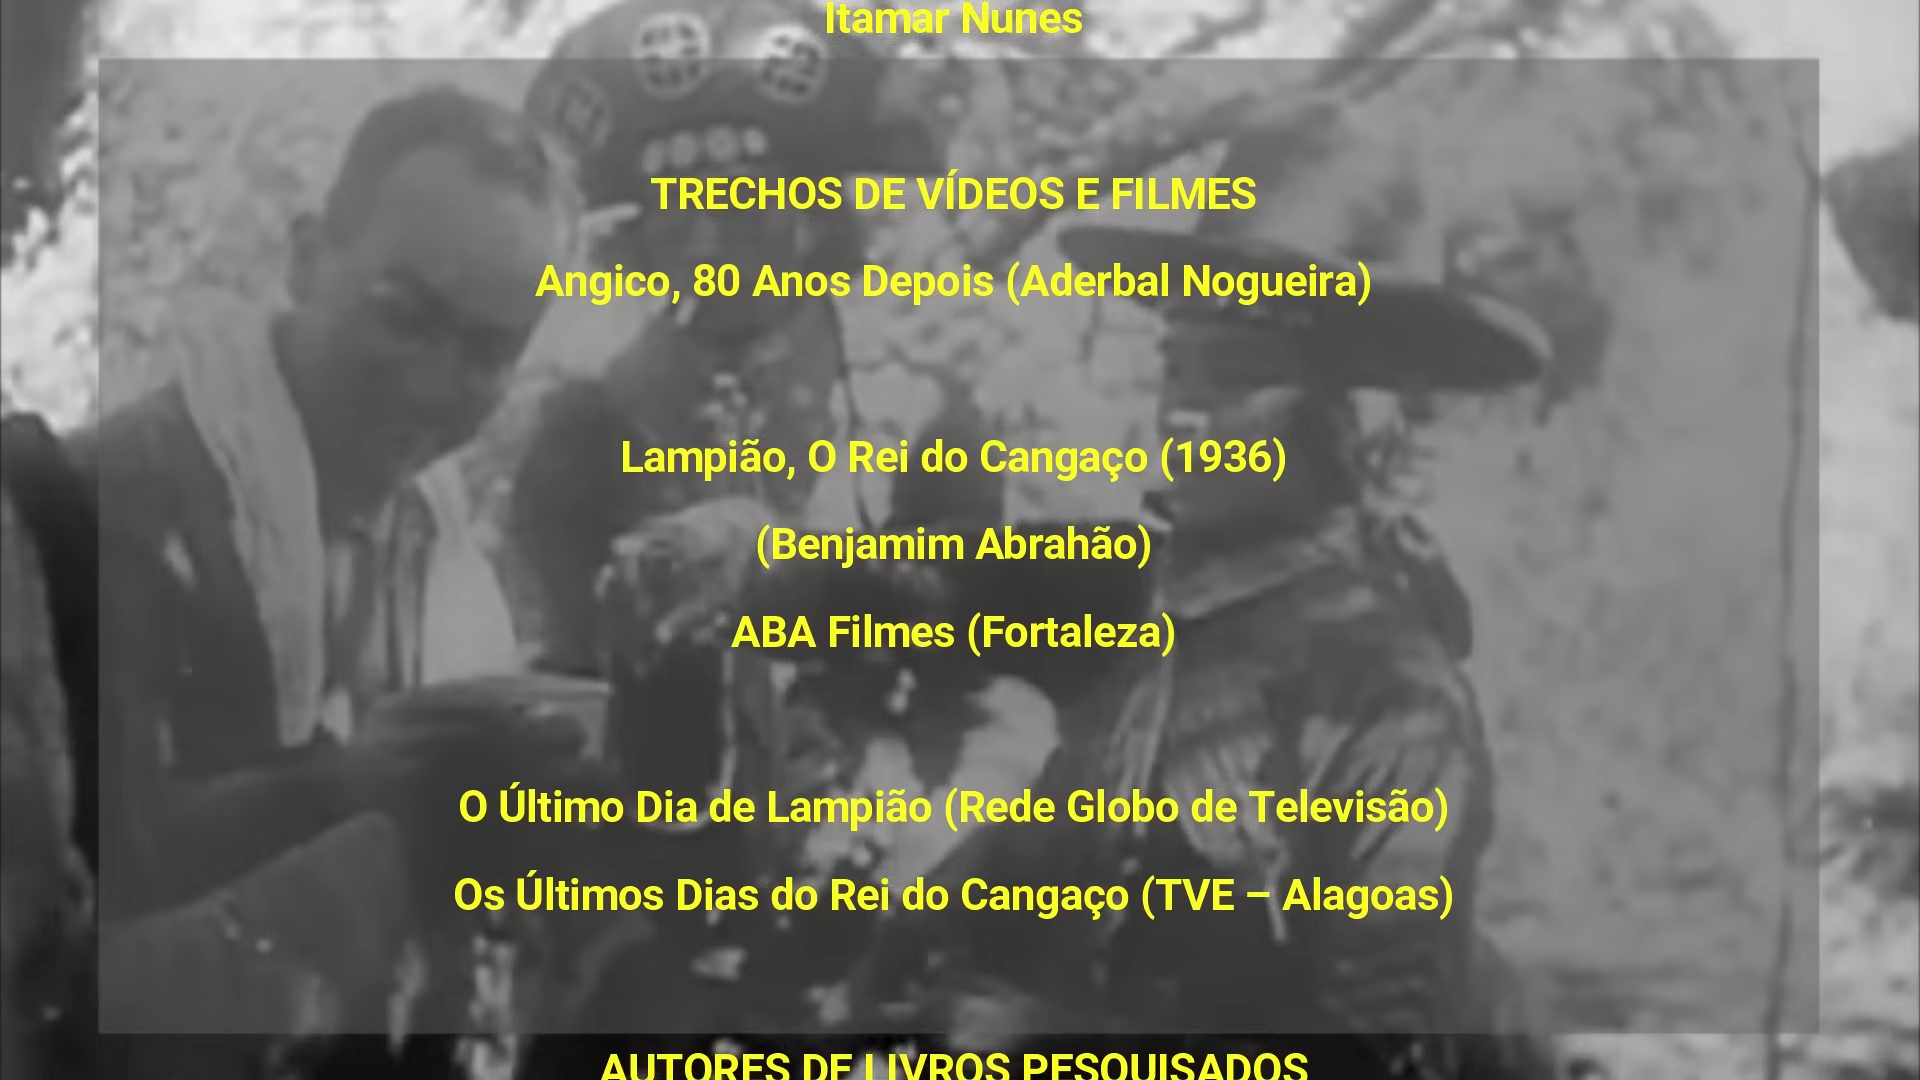 Itamar Nunes
TRECHOS DE VÍDEOS E FILMES
Angico, 80 Anos Depois (Aderbal Nogueira)
Lampião, O Rei do Cangaço (1936)
(Benjamim Abrahão)
ABA Filmes (Fortaleza)
O Último Dia de Lampião (Rede Globo de Televisão)
Os Últimos Dias do Rei do Cangaço (TVE – Alagoas)
AUTORES DE LIVROS PESQUISADOS